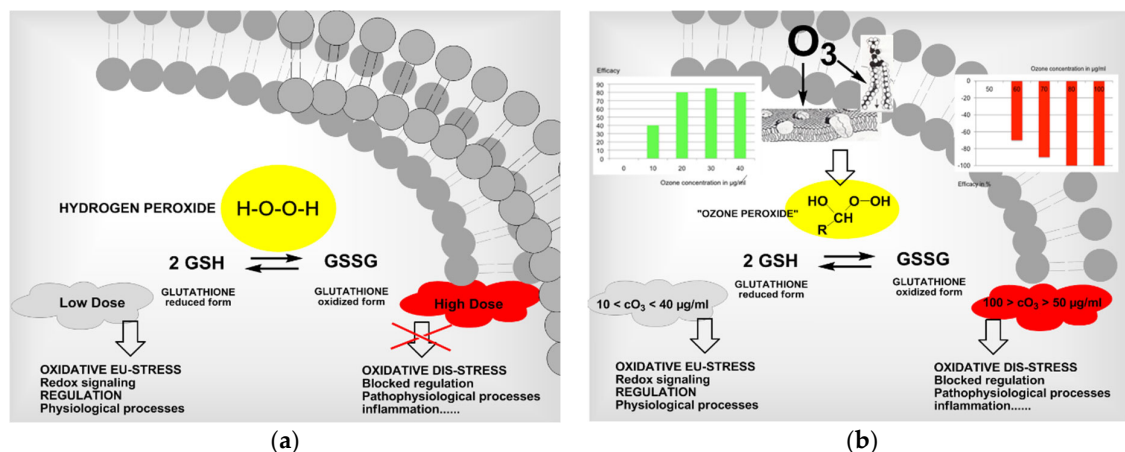 HYDROGEN PEROXIDE
H-O-O-H
2 GSH
GSSG
GLUTATHIONE
reduced form
GLUTATHIONE
oxidized form
Low Dose
High Dose
OXIDATIVE EU-STRESS
Redox signaling
REGULATION
Physiological processes
OXIDATIVE DIS-STRESS
Blocked regulation
Pathophysiological processes
inflammation......
(a)
O3
Efficacy
90
80
70
60
50
40
30
20
10
0
0 10 20 30 40
Ozone concentration in µg/ml
Ozone concentration in µg/ml
50 60 70 80 100
0
-20
-40
-60
-80
-100
-120
Efficacy in %
"OZONE PEROXIDE"
HO O-OH
CH
R
2 GSH
GSSG
GLUTATHIONE
reduced form
GLUTATHIONE
oxidized form
10 < cO3 < 40 µg/ml
100 > cO3 > 50 µg/ml
OXIDATIVE EU-STRESS
Redox signaling
REGULATION
Physiological processes
OXIDATIVE DIS-STRESS
Blocked regulation
Pathophysiological processes
inflammation......
(b)